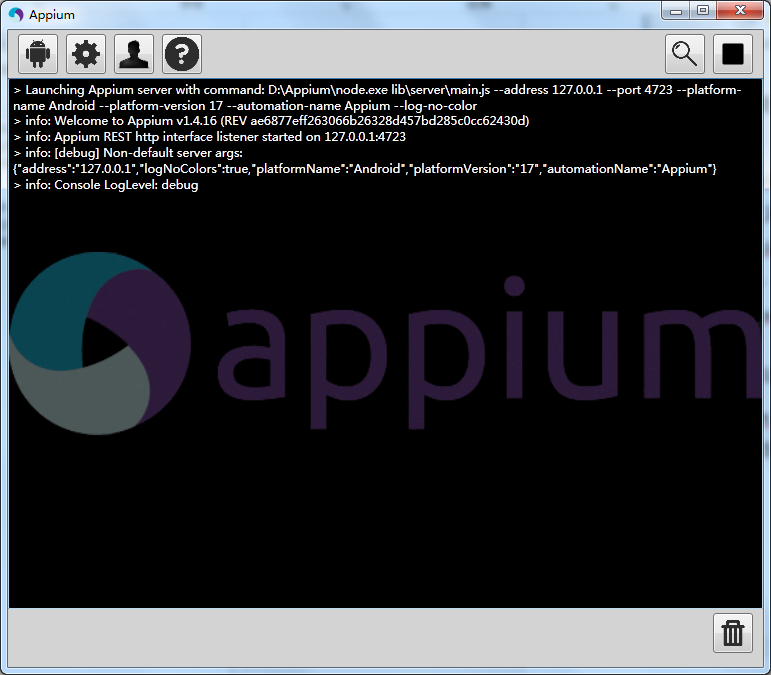 Appium
> Launching Appium server with command: D:\Appium\node.exe lib\server\main.js --address 127.0.0.1 --port 4723 --platform-
name Android --platform-version 17 --automation-name Appium --log-no-color
> info: Welcome to Appium v1.4.16 (REV ae6877eff263066b26328d457bd285c0cc62430d)
> info: Appium REST http interface listener started on 127.0.0.1:4723
> info: [debug] Non-default server args:
{"address":"127.0.0.1","logNoColors":true,"platformName":"Android","platformVersion":"17","automationName":"Appium"}
> info: Console LogLevel: debug
appium